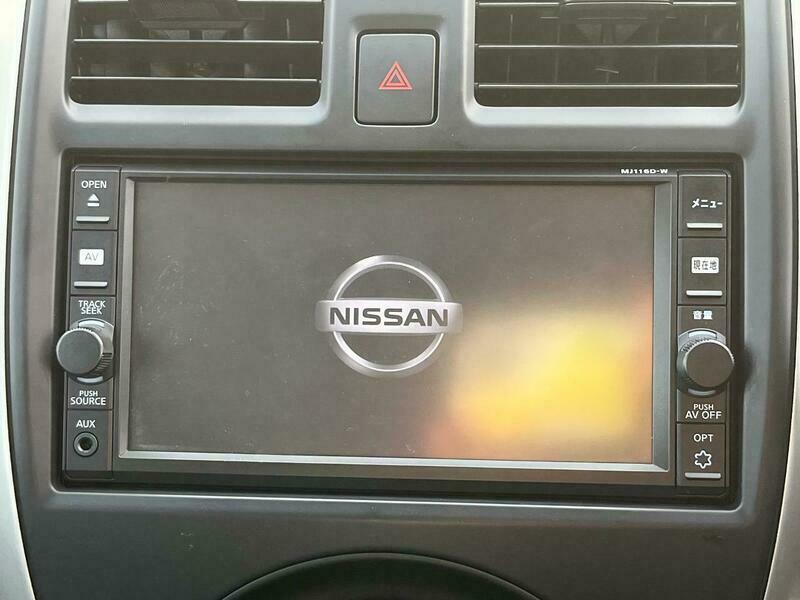 MJ116D-W
OPEN
AV
TRACK
SEEK
PUSH
SOURCE
AUX
NISSAN
メニュー
現在地
音量
PUSH
AV OFF
OPT